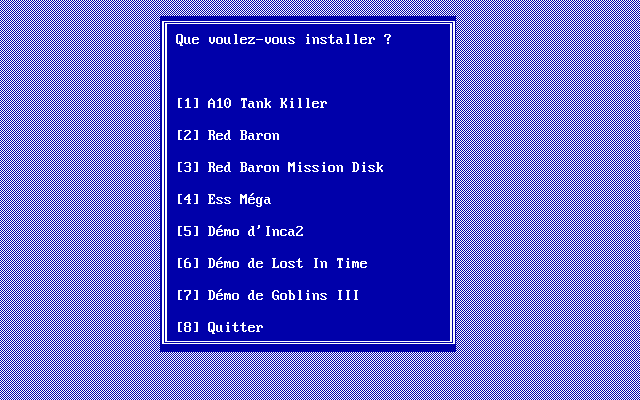 Que voulez-vous installer ?
[1] A10 Tank Killer
[2] Red Baron
[3] Red Baron Mission Disk
[4] Ess Méga
[5] Démo d'Inca2
[6] Démo de Lost In Time
[7] Démo de Goblins III
[8] Quitter